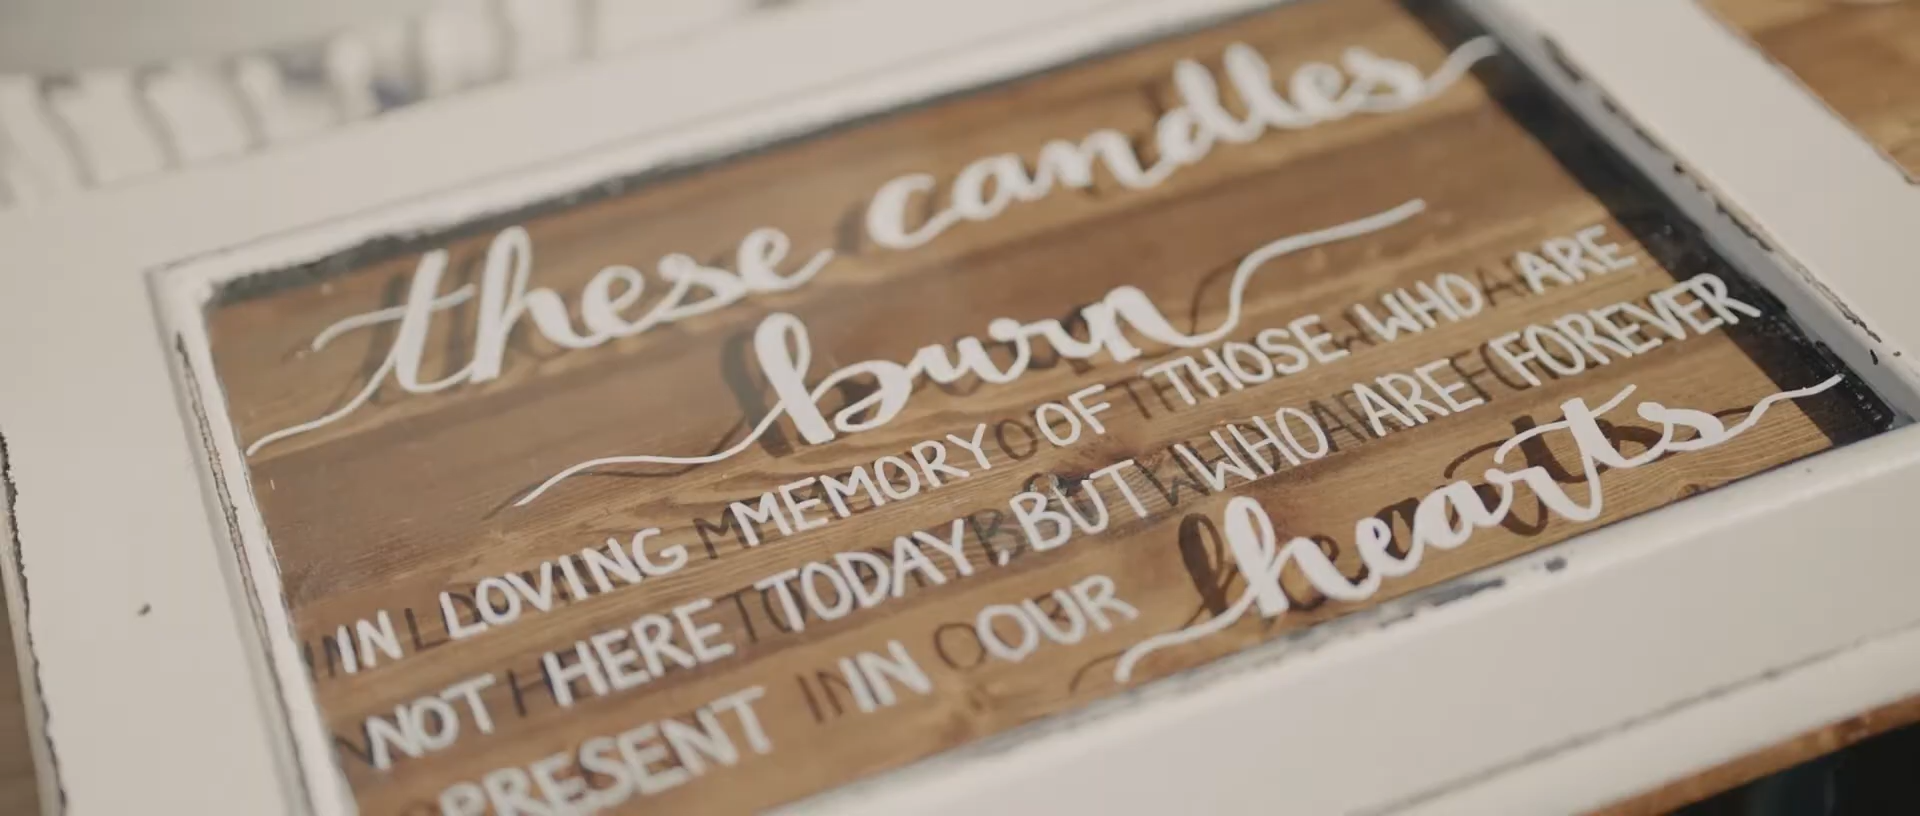 these candles
burn
IN LOVING MEMORY OF THOSE WHO ARE
NOT HERE TODAY, BUT WHO ARE FOREVER
PRESENT IN OUR hearts